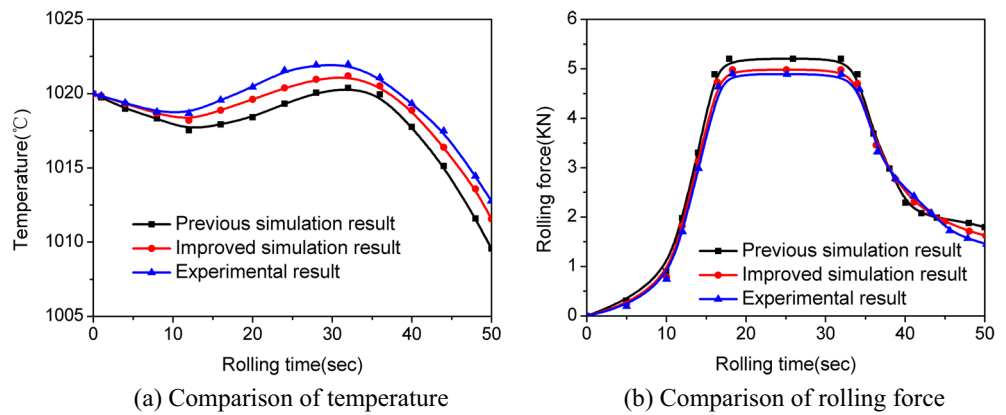 1025
1020
1015
1010
1005
Temperature(℃)
Previous simulation result
Improved simulation result
Experimental result
0 10 20 30 40 50
Rolling time(sec)
(a) Comparison of temperature
6
5
4
3
2
1
0
Rolling force(KN)
Previous simulation result
Improved simulation result
Experimental result
0 10 20 30 40 50
Rolling time(sec)
(b) Comparison of rolling force